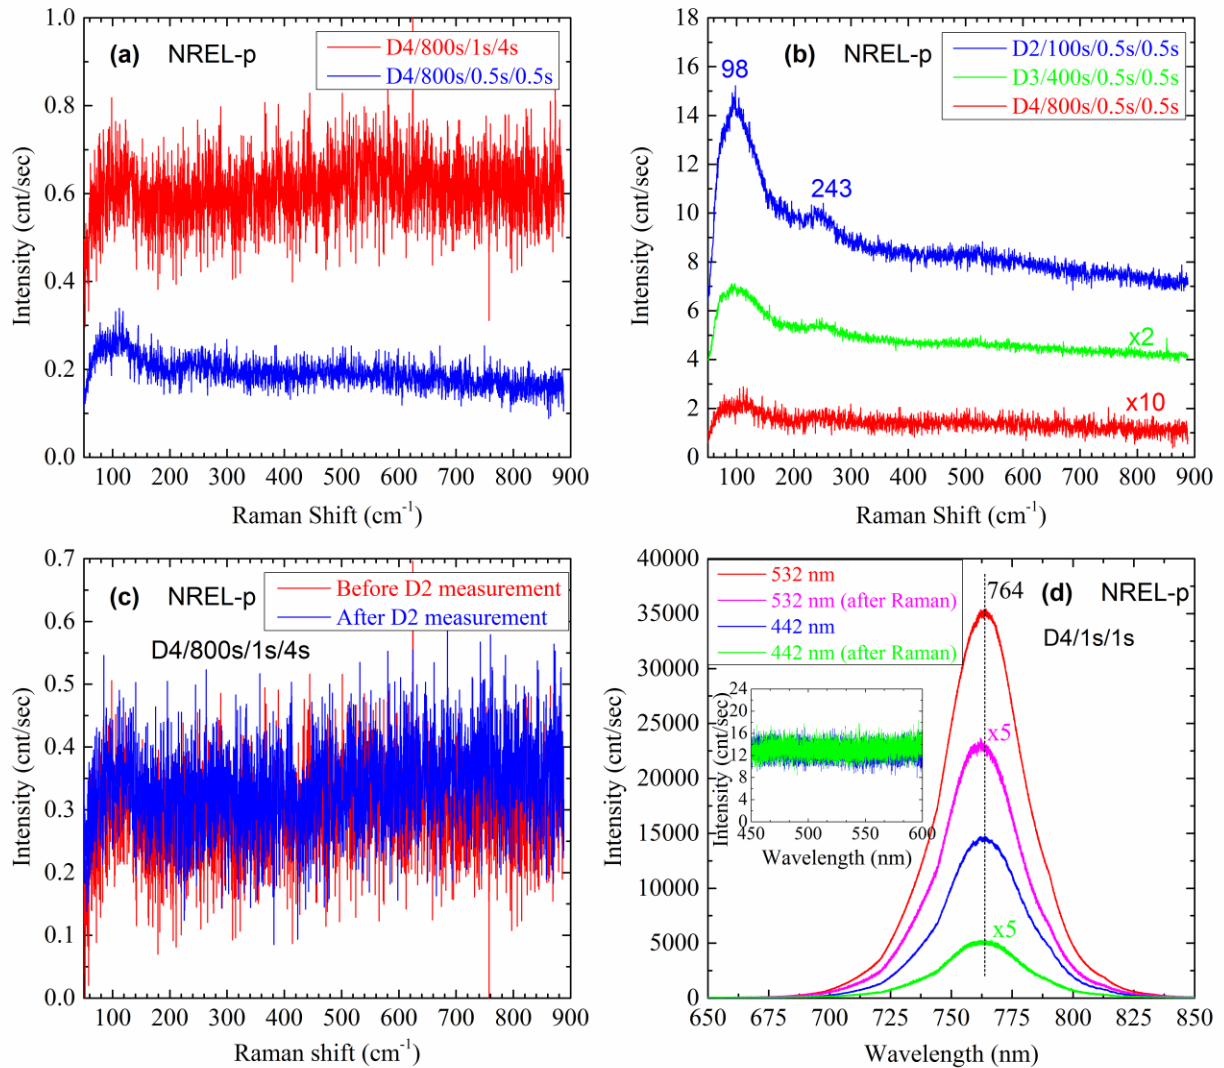 (a) NREL-p
D4/800s/1s/4s
D4/800s/0.5s/0.5s
1.0
0.8
0.6
0.4
0.2
0.0
Intensity (cnt/sec)
100 200 300 400 500 600 700 800 900
Raman Shift (cm-1)
(b) NREL-p
D2/100s/0.5s/0.5s
D3/400s/0.5s/0.5s
D4/800s/0.5s/0.5s
98
243
x2
x10
18
16
14
12
10
8
6
4
2
0
Intensity (cnt/sec)
100 200 300 400 500 600 700 800 900
Raman Shift (cm-1)
(c) NREL-p
Before D2 measurement
After D2 measurement
D4/800s/1s/4s
0.7
0.6
0.5
0.4
0.3
0.2
0.1
0.0
Intensity (cnt/sec)
100 200 300 400 500 600 700 800 900
Raman shift (cm-1)
532 nm
532 nm (after Raman)
442 nm
442 nm (after Raman)
764 (d) NREL-p
D4/1s/1s
x5
x5
40000
35000
30000
25000
20000
15000
10000
5000
0
Intensity (cnt/sec)
24
20
16
12
8
4
0
Intensity (cnt/sec)
450 500 550 600
Wavelength (nm)
650 675 700 725 750 775 800 825 850
Wavelength (nm)